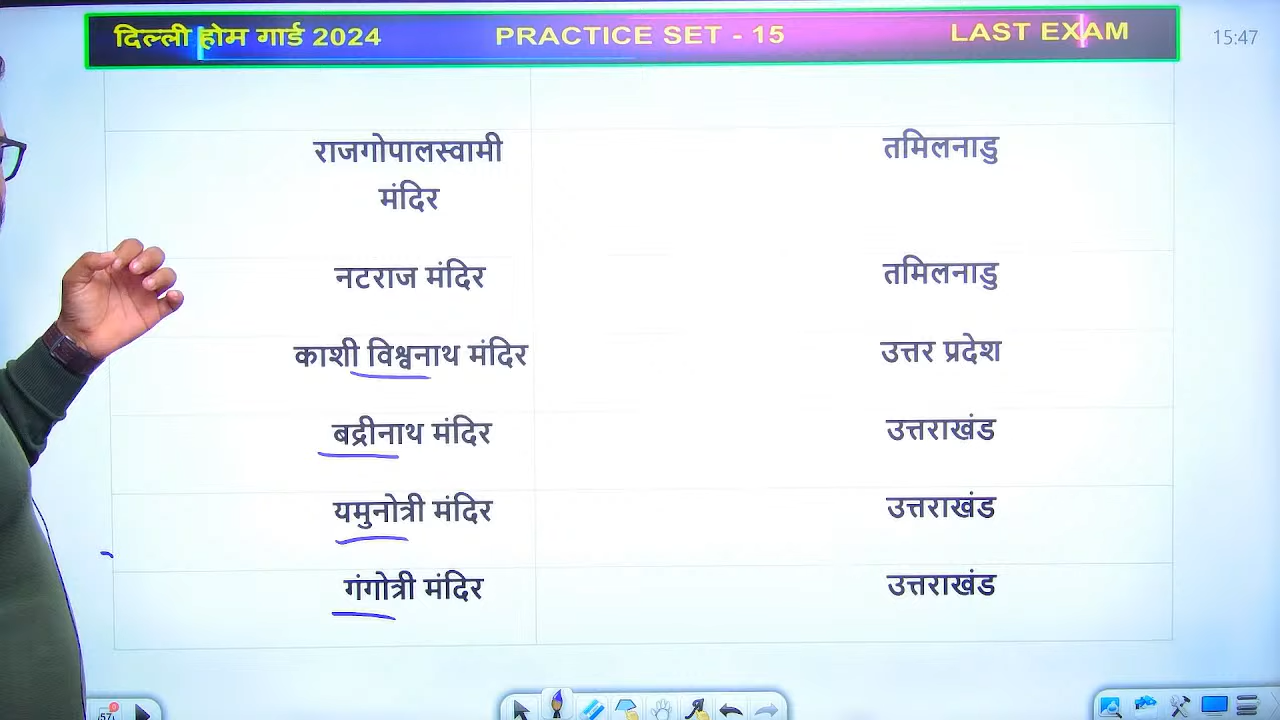 दिल्ली होम गार्ड 2024 PRACTICE SET - 15 LAST EXAM
15:47
राजगोपालस्वामी तमिलनाडु
मंदिर
नटराज मंदिर तमिलनाडु
काशी विश्वनाथ मंदिर उत्तर प्रदेश
बद्रीनाथ मंदिर उत्तराखंड
यमुनोत्री मंदिर उत्तराखंड
गंगोत्री मंदिर उत्तराखंड
57